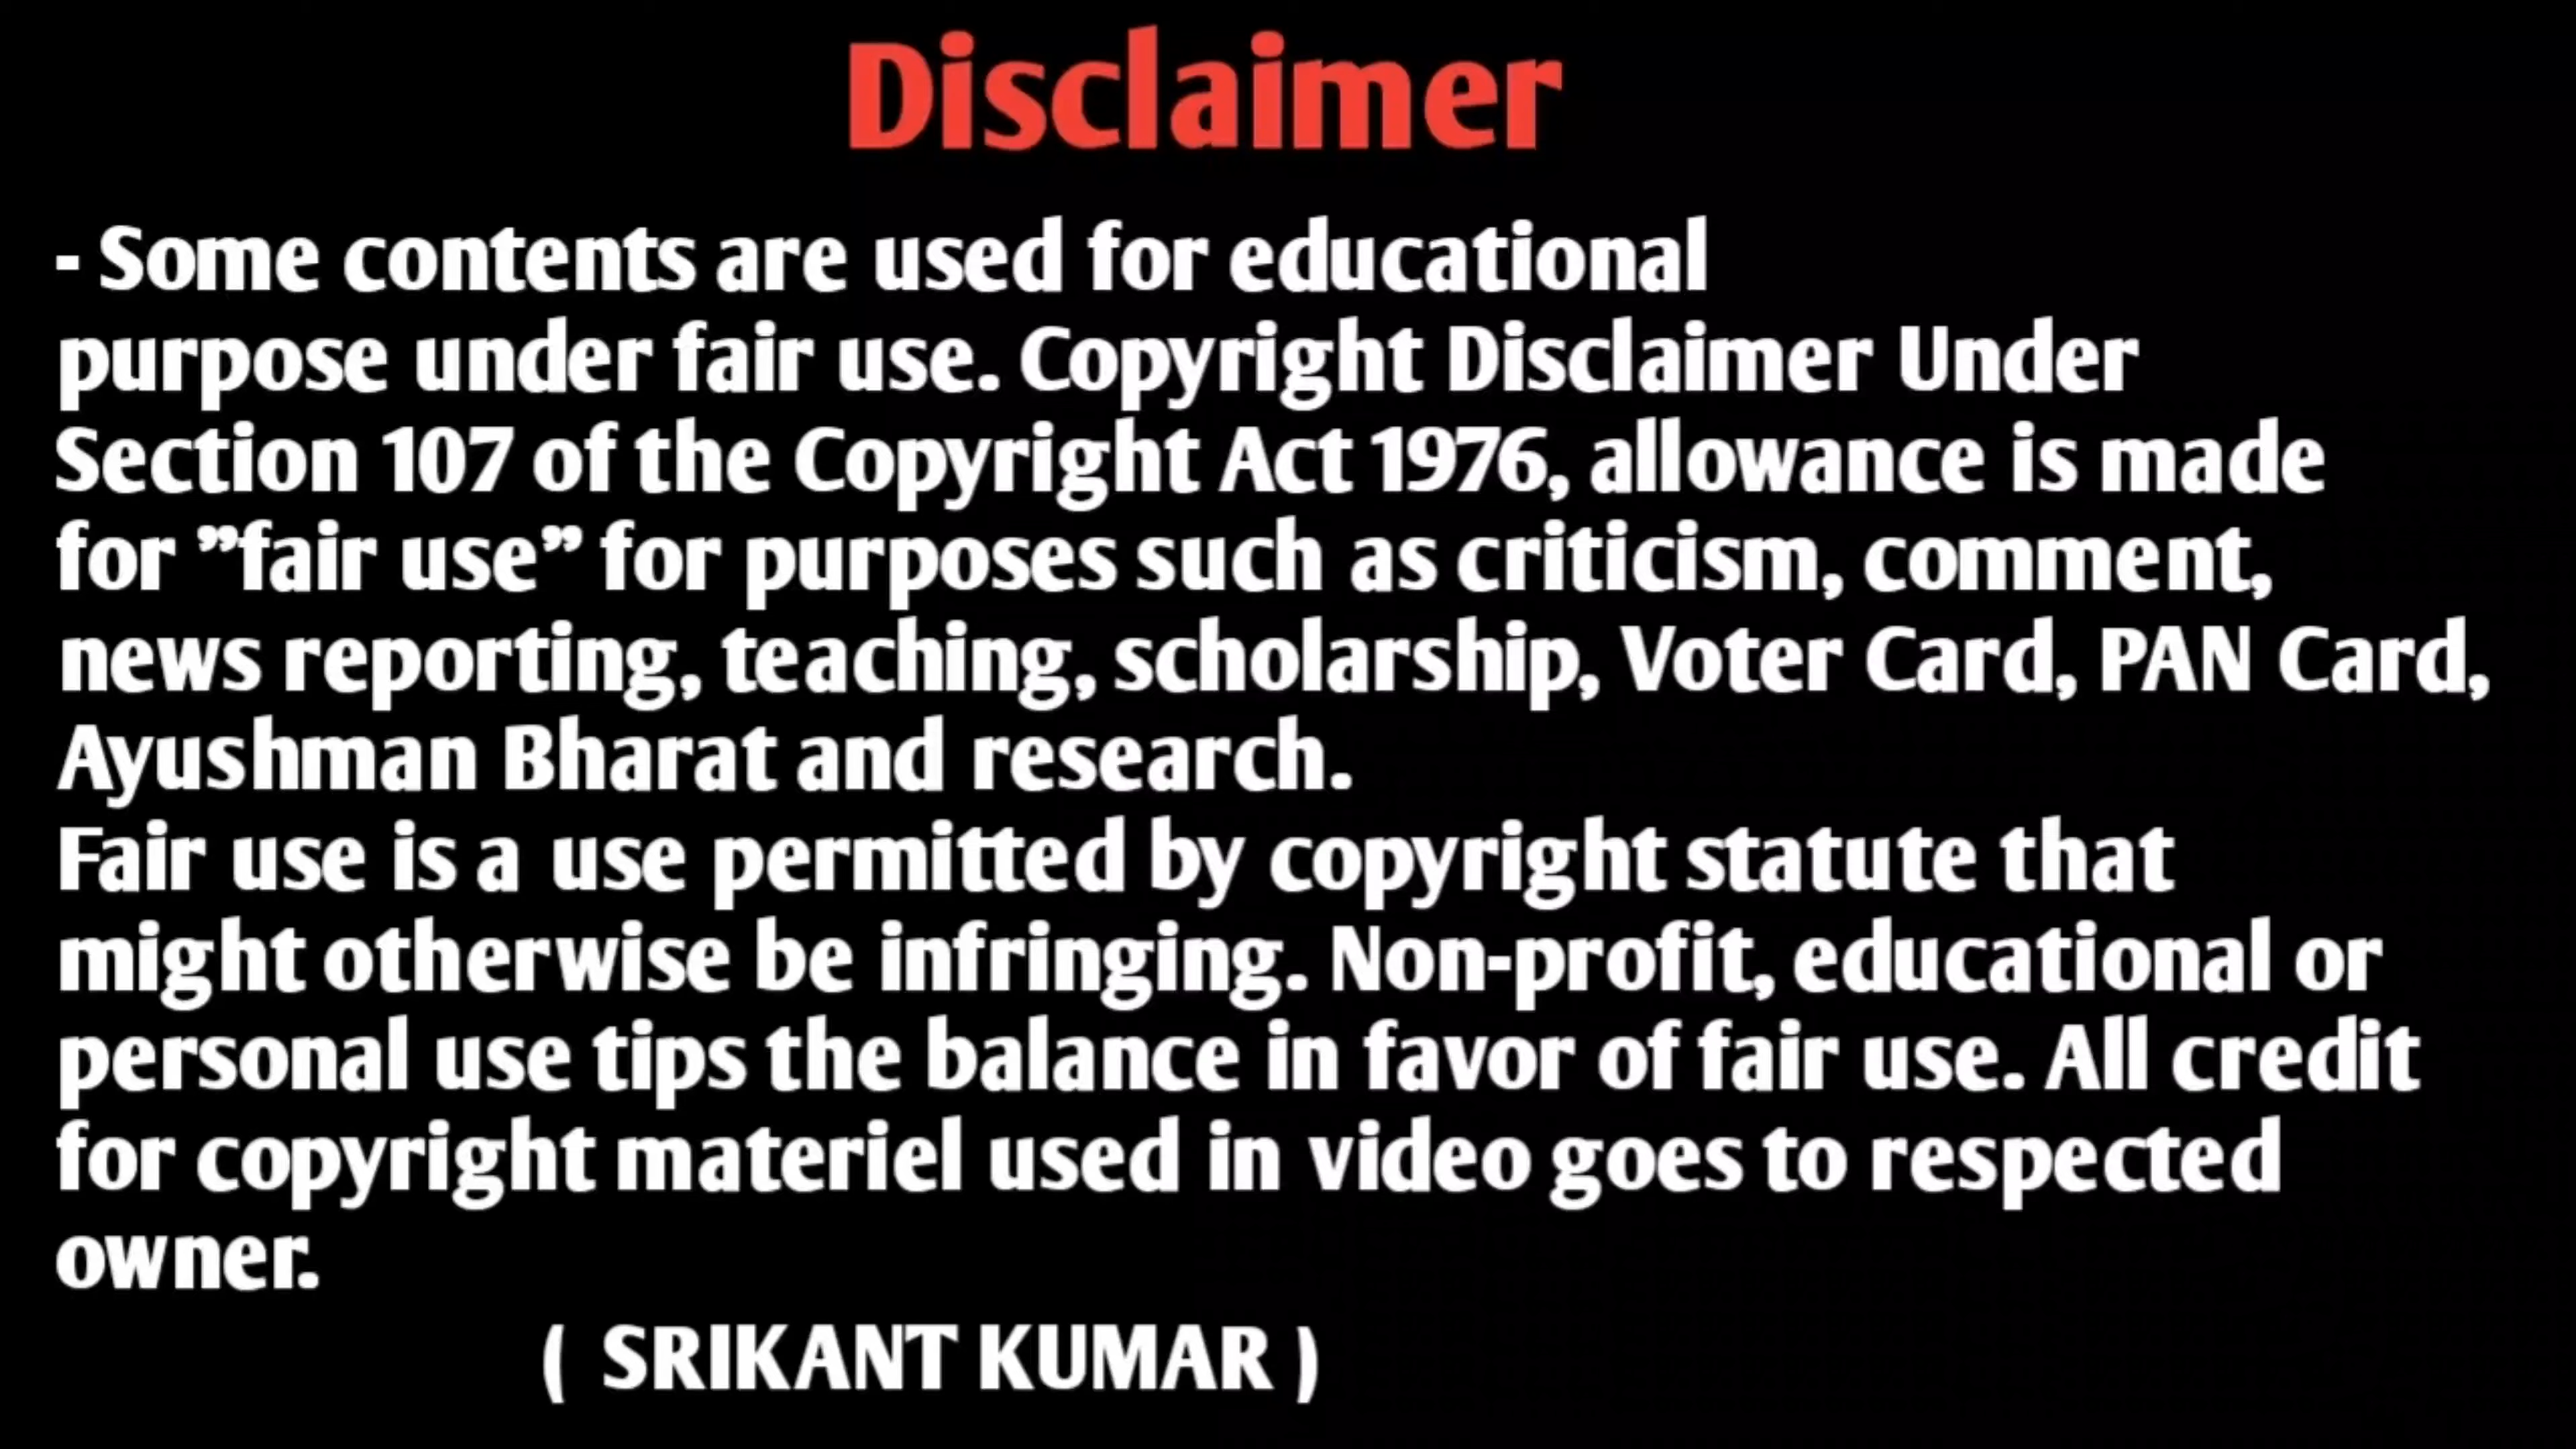 Disclaimer
- Some contents are used for educational
purpose under fair use. Copyright Disclaimer Under
Section 107 of the Copyright Act 1976, allowance is made
for ”fair use” for purposes such as criticism, comment,
news reporting, teaching, scholarship, Voter Card, PAN Card,
Ayushman Bharat and research.
Fair use is a use permitted by copyright statute that
might otherwise be infringing. Non-profit, educational or
personal use tips the balance in favor of fair use. All credit
for copyright materiel used in video goes to respected
owner.
( SRIKANT KUMAR )